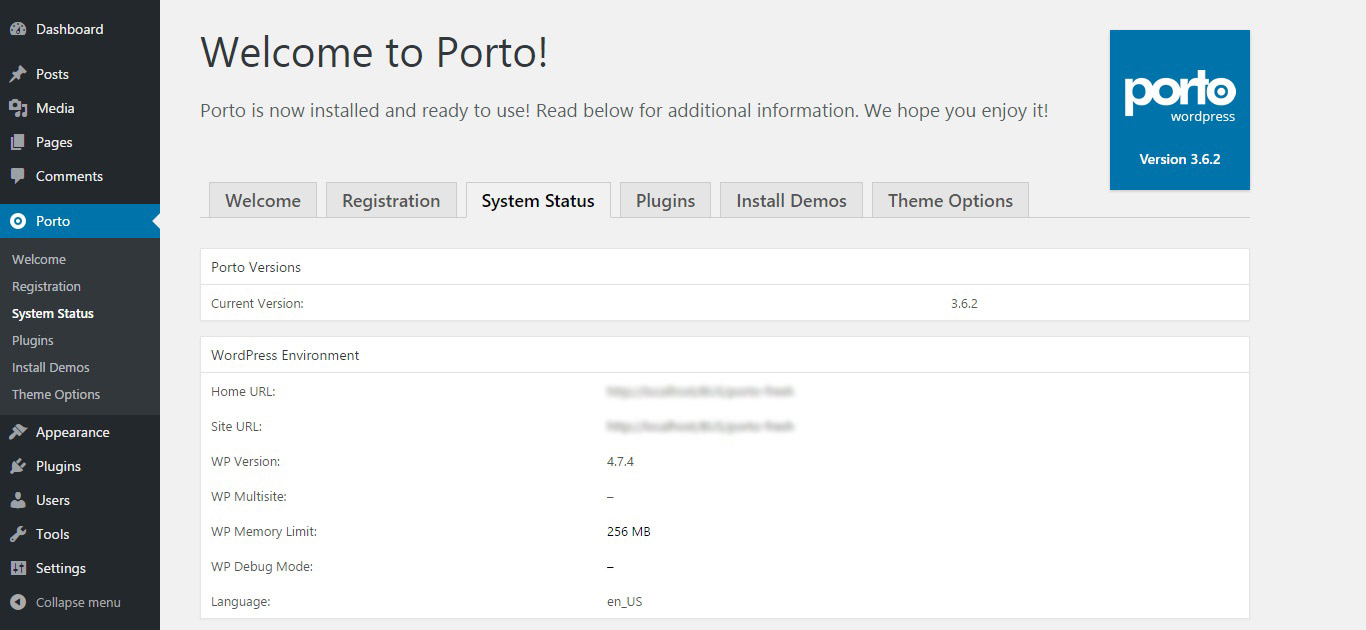 Dashboard
Posts
Media
Pages
Comments
Porto
Welcome
Registration
System Status
Plugins
Install Demos
Theme Options
Appearance
Plugins
Users
Tools
Settings
Collapse menu
Welcome to Porto!
Porto is now installed and ready to use! Read below for additional information. We hope you enjoy it!
porto
wordpress
Version 3.6.2
Welcome Registration System Status Plugins Install Demos Theme Options
Porto Versions
Current Version: 3.6.2
WordPress Environment
Home URL:
Site URL:
WP Version: 4.7.4
WP Multisite: –
WP Memory Limit: 256 MB
WP Debug Mode: –
Language: en_US